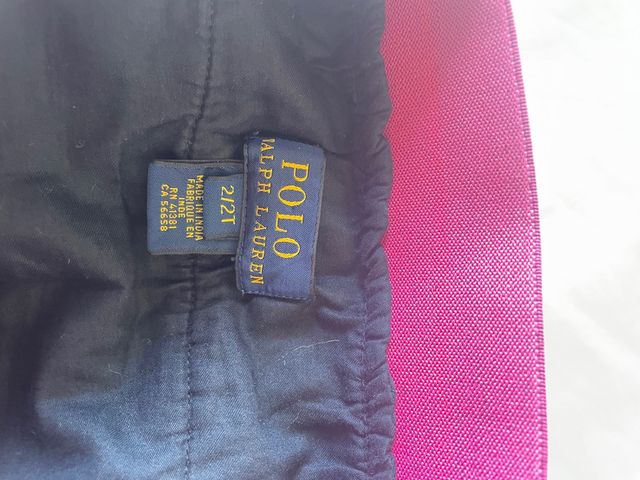 POLO
RALPH LAUREN
2/2T
MADE IN INDIA
FABRIQUE EN
INDE
RN 41381
CA 56658